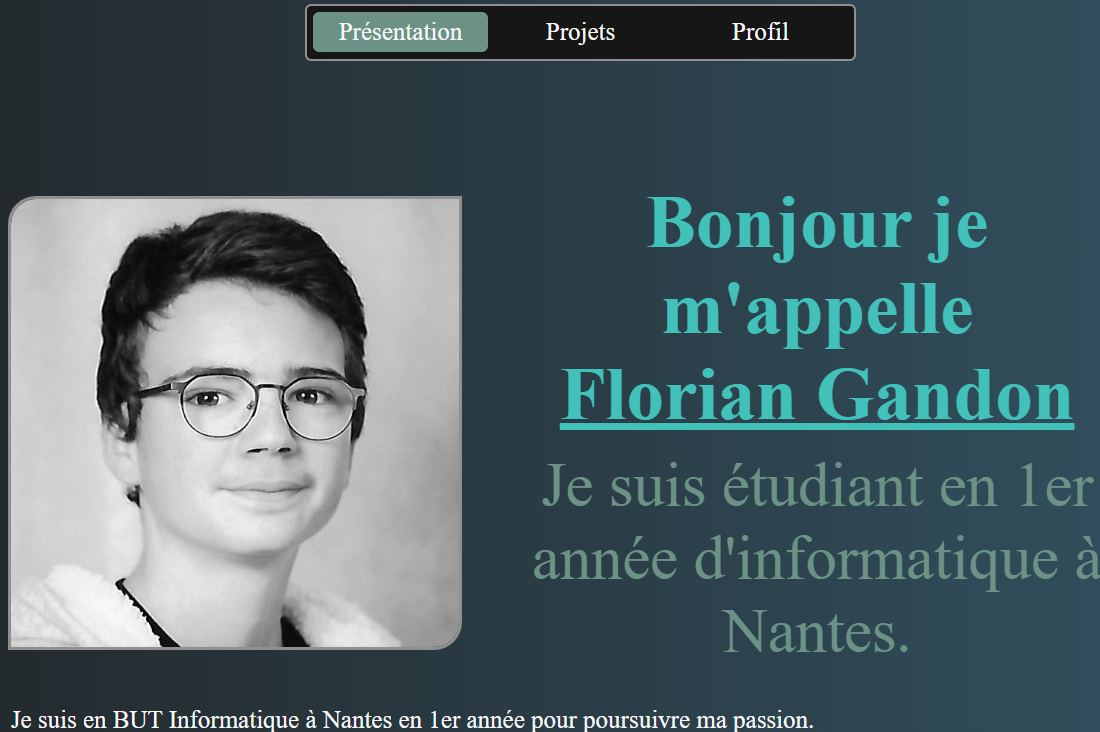 Présentation Projets Profil
Bonjour je
m'appelle
Florian Gandon
Je suis étudiant en 1er
année d'informatique à
Nantes.
Je suis en BUT Informatique à Nantes en 1er année pour poursuivre ma passion.